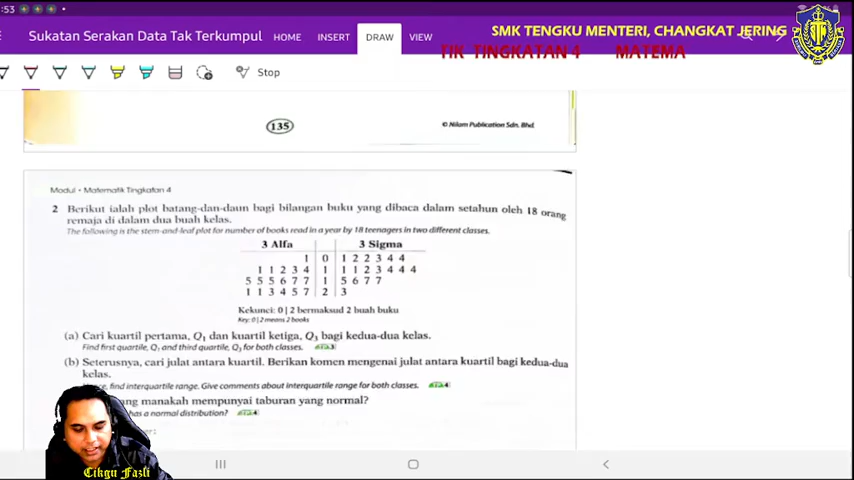 :53
Sukatan Serakan Data Tak Terkumpul HOME INSERT DRAW VIEW
SMK TENGKU MENTERI, CHANGKAT JERING
TIK TINGKATAN 4 MATEMA
Stop
135
© Nilam Publication Sdn. Bhd.
Modul • Matematik Tingkatan 4
2 Berikut ialah plot batang-dan-daun bagi bilangan buku yang dibaca dalam setahun oleh 18 orang
remaja di dalam dua buah kelas.
The following is the stem-and-leaf plot for number of books read in a year by 18 teenagers in two different classes.
3 Alfa 3 Sigma
1 0 1 2 2 3 4 4
1 1 2 3 4 1 1 1 2 3 4 4 4
5 5 5 6 7 7 1 5 6 7 7
1 1 3 4 5 7 2 3
Kekunci: 0 | 2 bermaksud 2 buah buku
Key: 0 | 2 means 2 books
(a) Cari kuartil pertama, Q1 dan kuartil ketiga, Q3 bagi kedua-dua kelas.
Find first quartile, Q1 and third quartile, Q3 for both classes.
(b) Seterusnya, cari julat antara kuartil. Berikan komen mengenai julat antara kuartil bagi kedua-dua
kelas.
find interquartile range. Give comments about interquartile range for both classes.
manakah mempunyai taburan yang normal?
has a normal distribution?
Cikgu Fazli